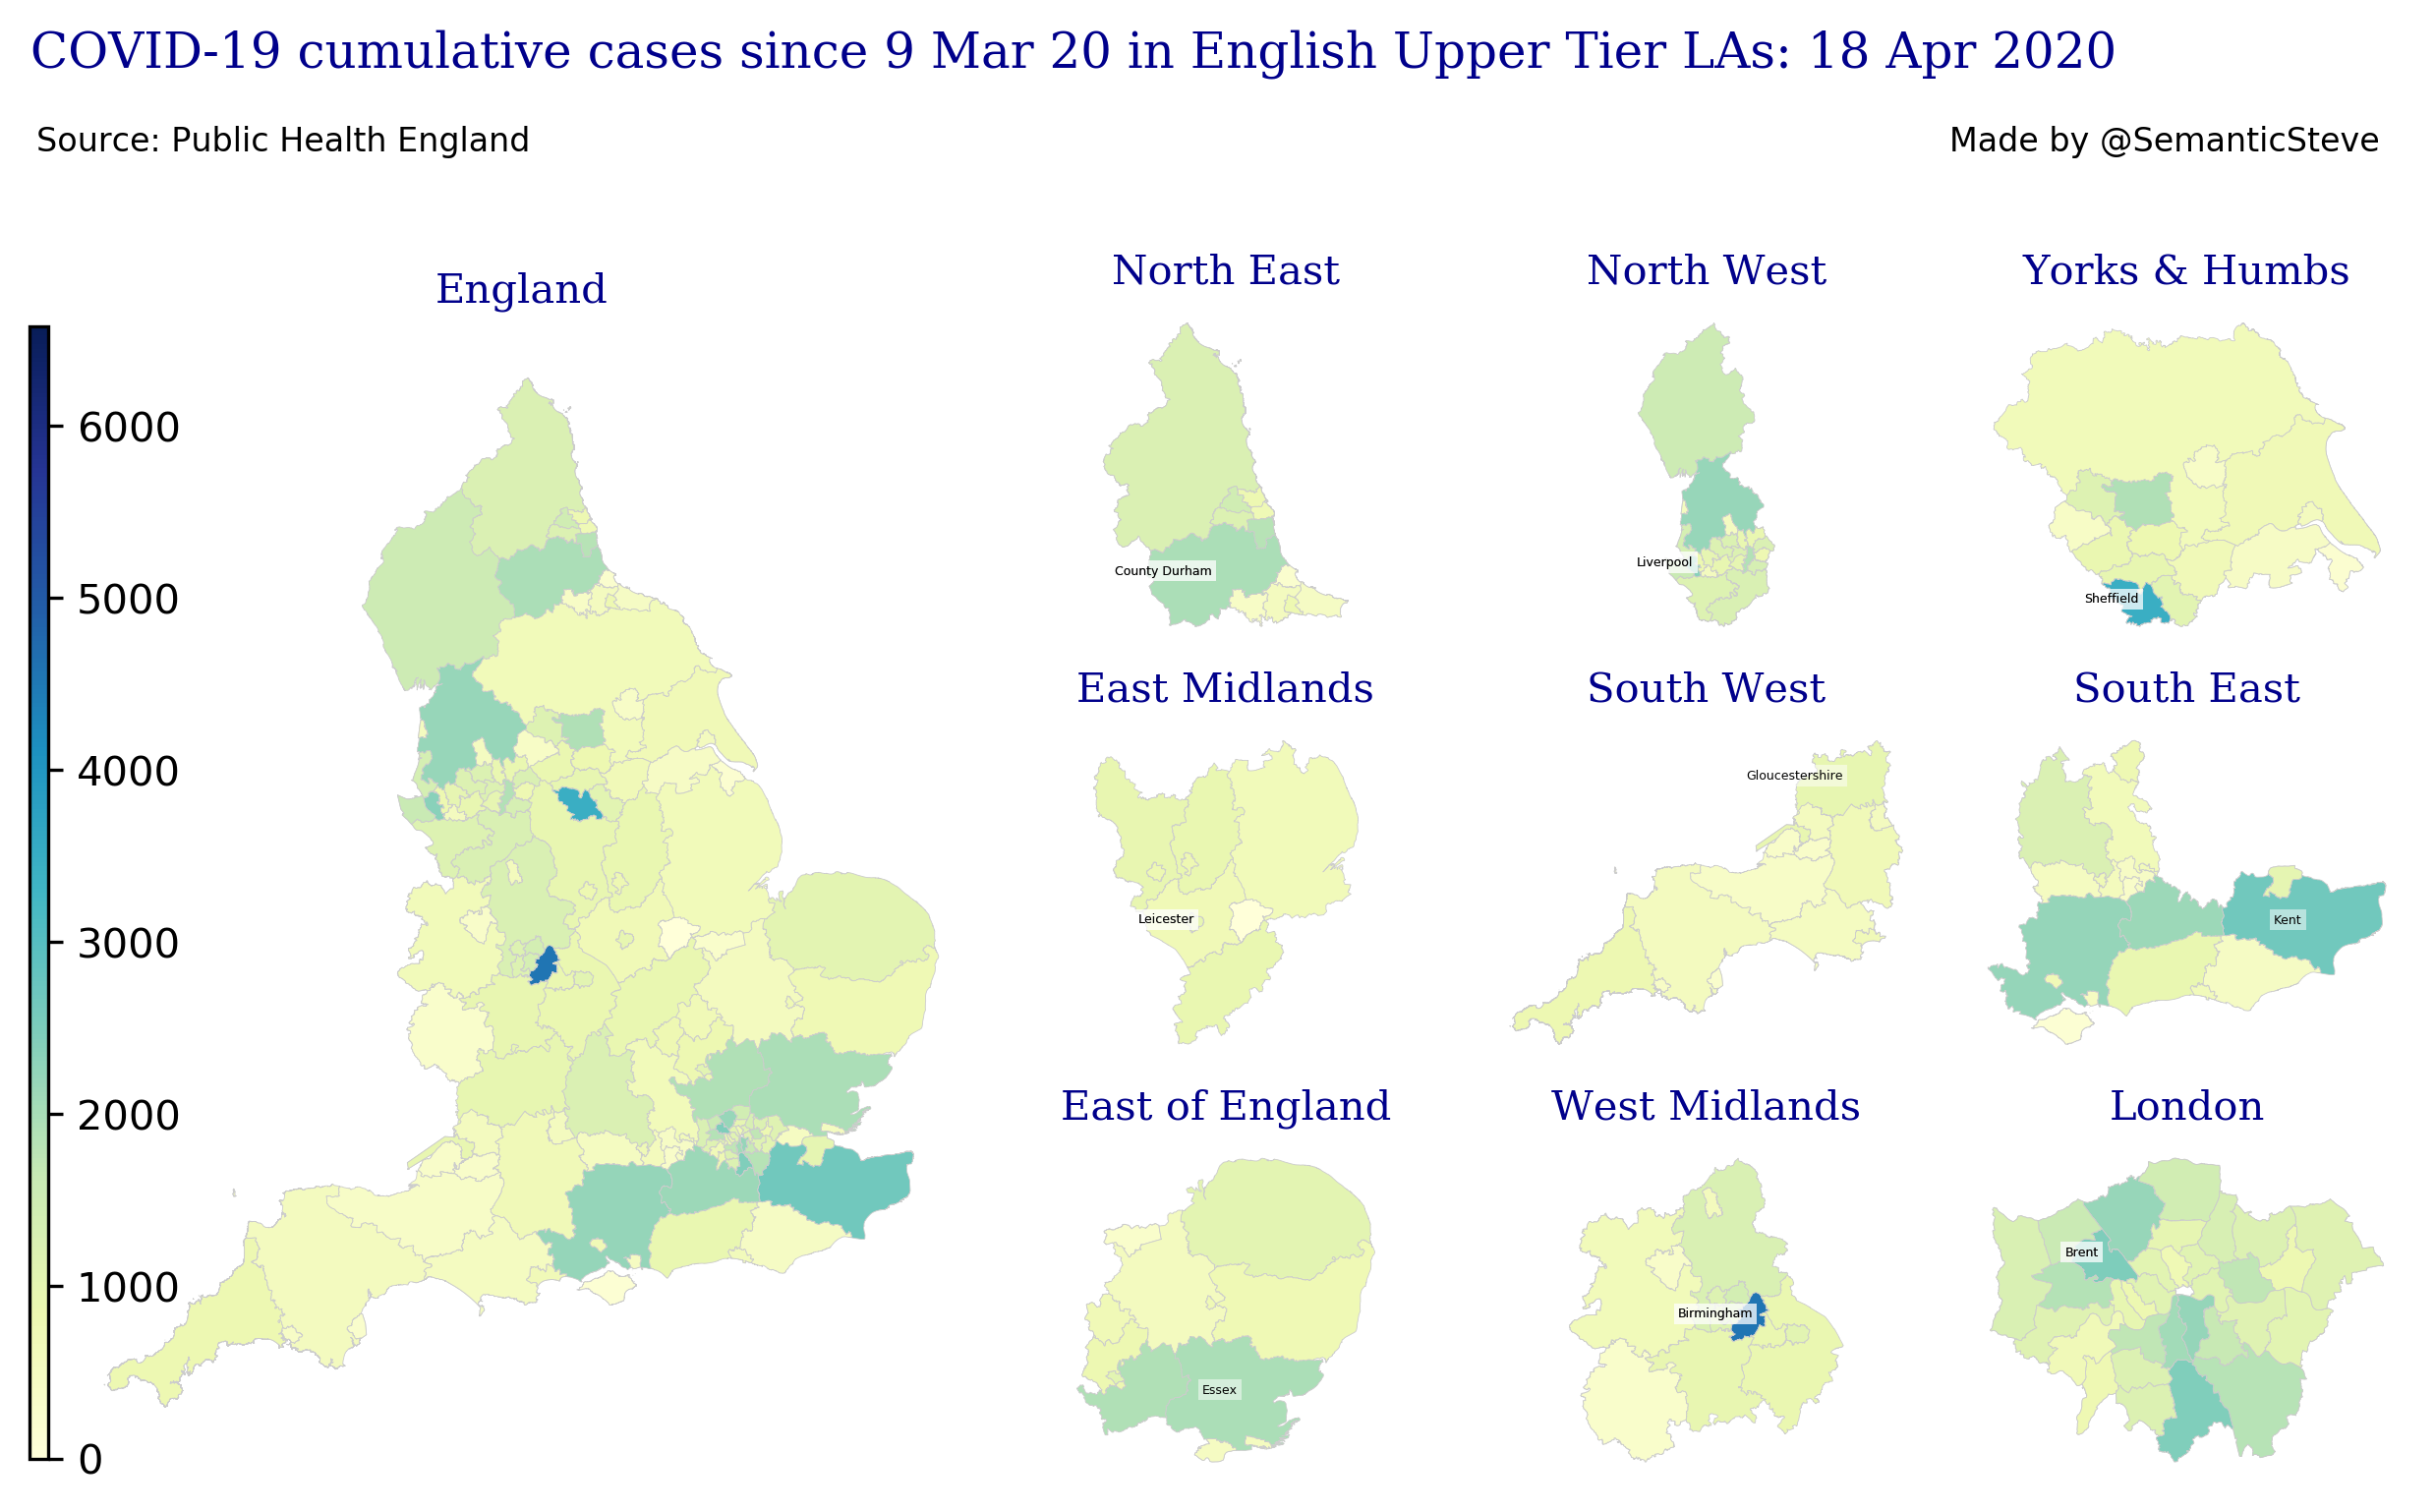 COVID-19 cumulative cases since 9 Mar 20 in English Upper Tier LAs: 18 Apr 2020
Source: Public Health England
Made by @SemanticSteve
England
6000
5000
4000
3000
2000
1000
0
North East
County Durham
North West
Liverpool
Yorks & Humbs
Sheffield
East Midlands
Leicester
South West
Gloucestershire
South East
Kent
East of England
Essex
West Midlands
Birmingham
London
Brent